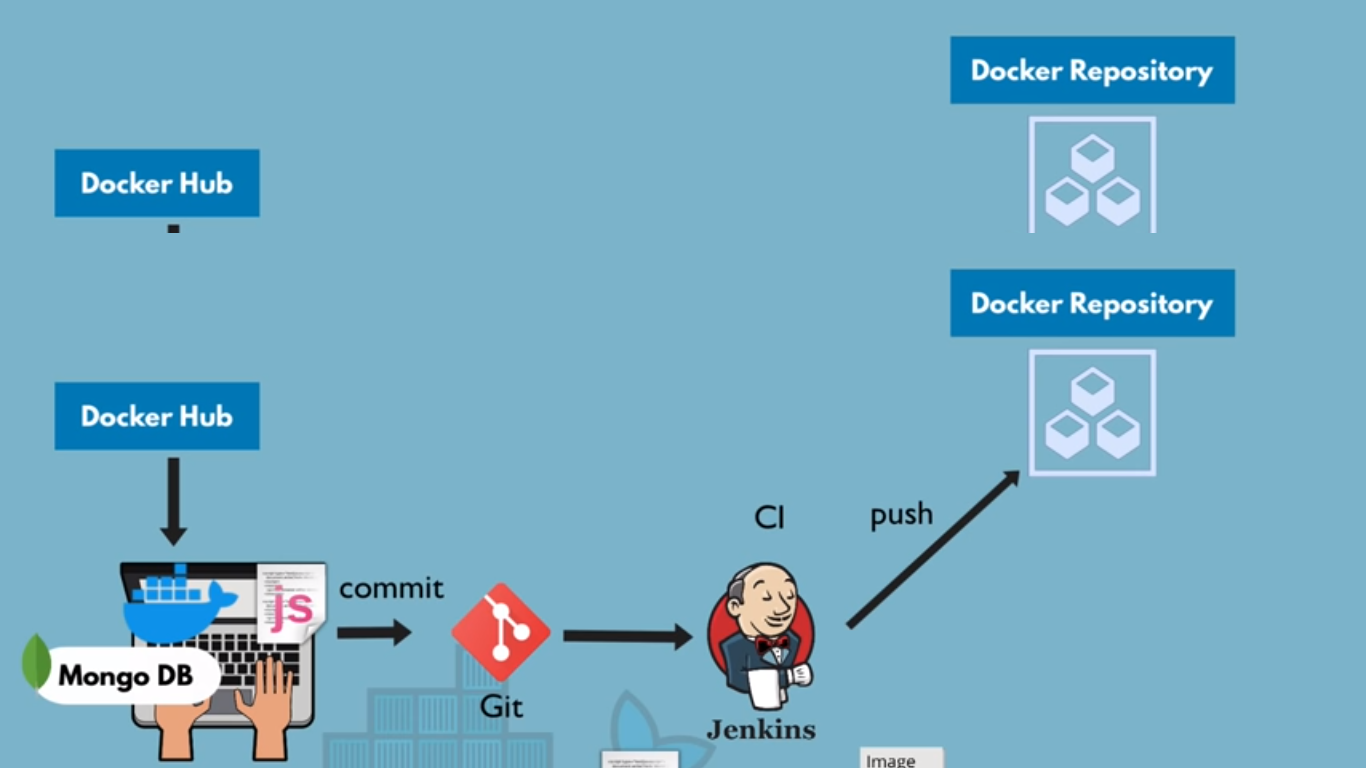 Docker Repository
Docker Hub
Docker Repository
Docker Hub
CI
push
commit
js
Mongo DB
Git
Jenkins
Image